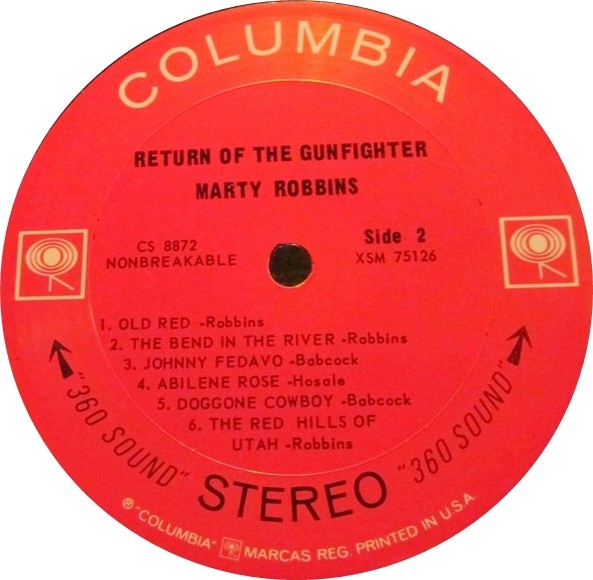 COLUMBIA
RETURN OF THE GUNFIGHTER
MARTY ROBBINS
CS 8872
NONBREAKABLE
Side 2
XSM 75126
1. OLD RED -Robbins
2. THE BEND IN THE RIVER -Robbins
3. JOHNNY FEDAVO -Babcock
4. ABILENE ROSE -Hosale
5. DOGGONE COWBOY -Babcock
6. THE RED HILLS OF
UTAH -Robbins
"360 SOUND"
STEREO
"360 SOUND"
® "COLUMBIA" MARCAS REG. PRINTED IN U.S.A.